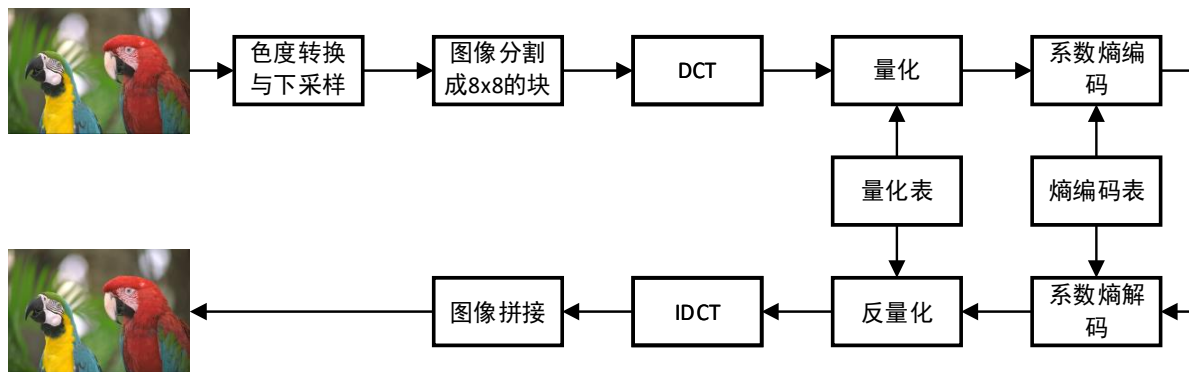 色度转换
与下采样
图像分割
成8x8的块
DCT
量化
系数熵编
码
量化表
熵编码表
图像拼接
IDCT
反量化
系数熵解
码